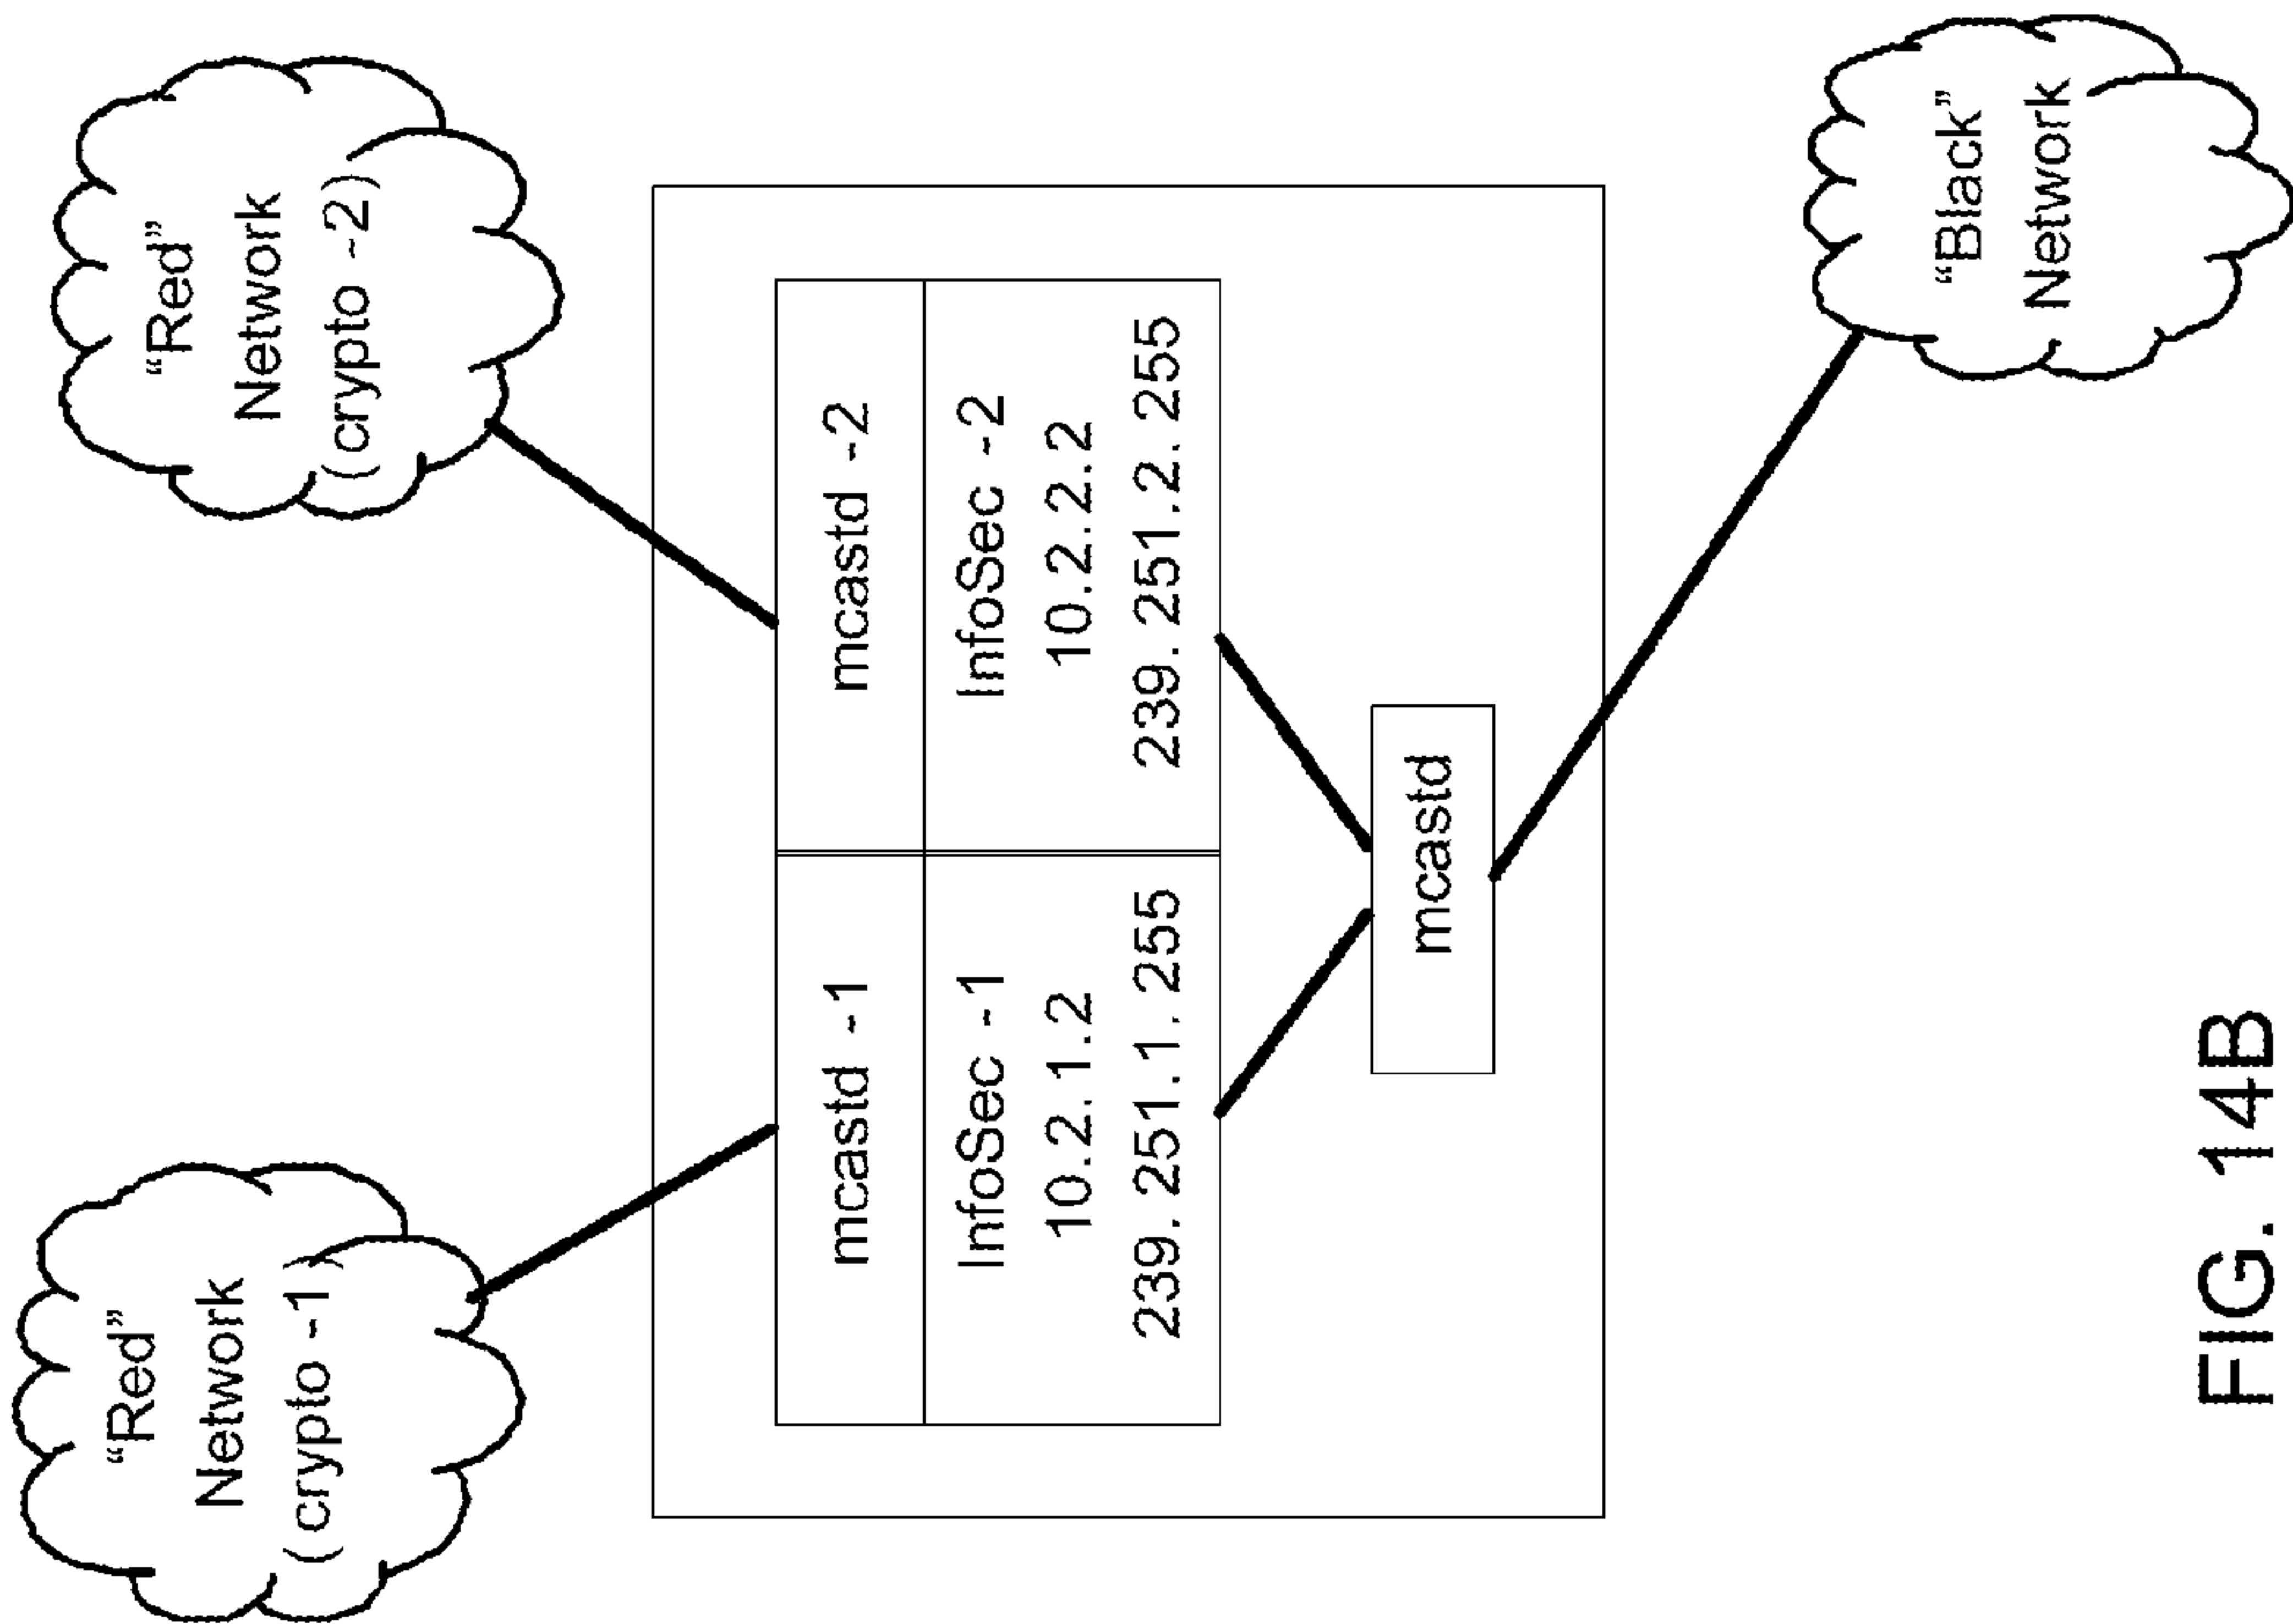 “Red”
Network
(crypto -1)
“Red”
Network
(crypto -2)
mcastd -1
mcastd -2
InfoSec -1
10.2.1.2
239. 251.1. 255
InfoSec -2
10.2.2.2
239. 251.2. 255
mcastd
“Black”
Network
FIG. 14B